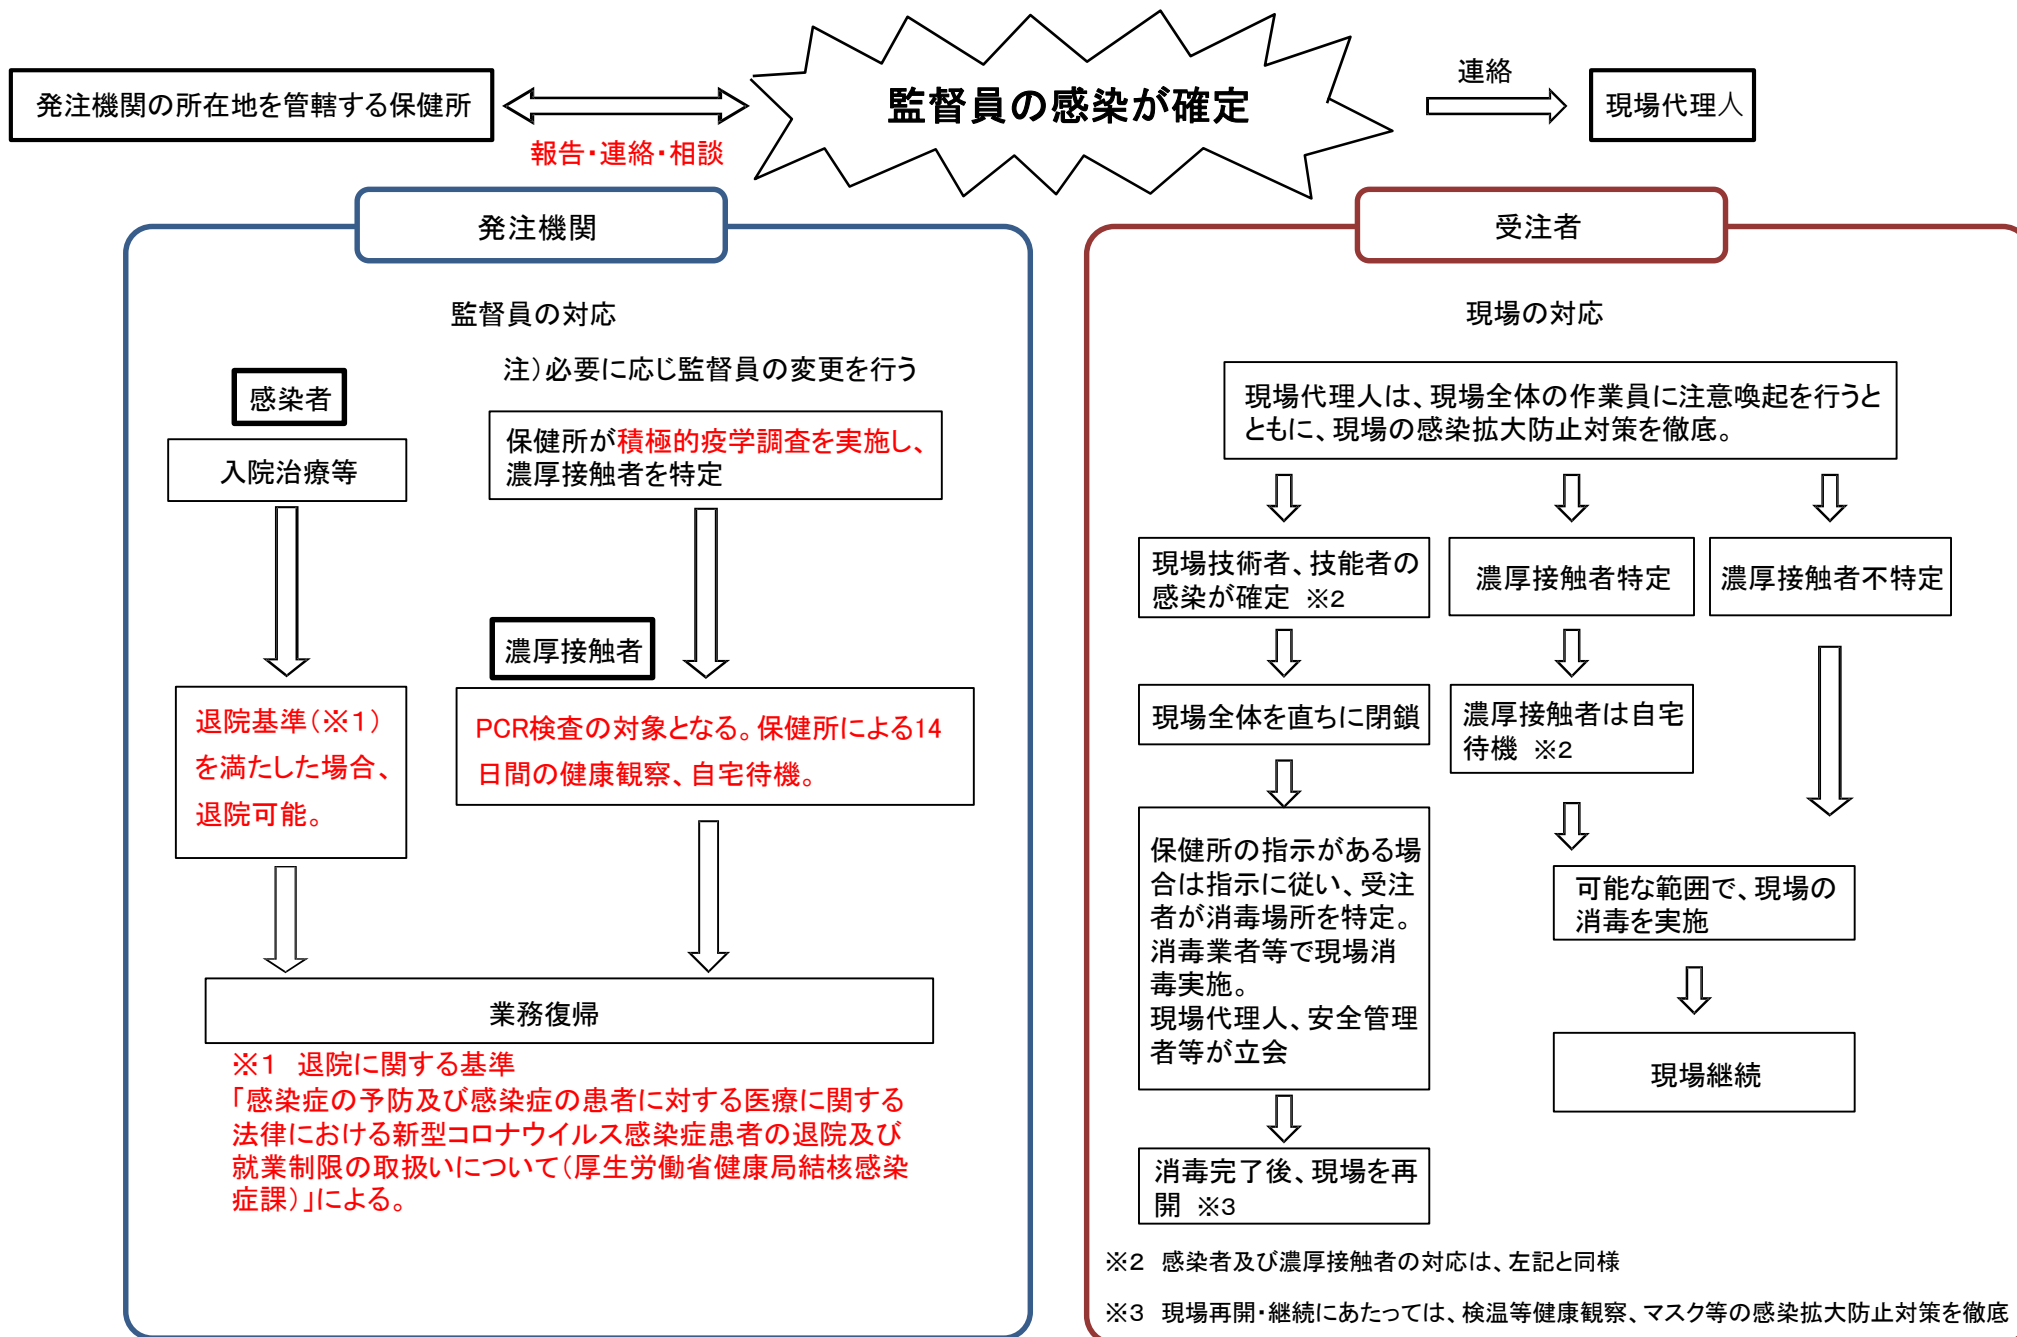 発注機関の所在地を管轄する保健所
報告・連絡・相談
監督員の感染が確定
連絡
現場代理人
発注機関
監督員の対応
注）必要に応じ監督員の変更を行う
感染者
入院治療等
保健所が積極的疫学調査を実施し、
濃厚接触者を特定
濃厚接触者
退院基準（※１）
を満たした場合、
退院可能。
PCR検査の対象となる。保健所による14
日間の健康観察、自宅待機。
業務復帰
※１　退院に関する基準
「感染症の予防及び感染症の患者に対する医療に関する
法律における新型コロナウイルス感染症患者の退院及び
就業制限の取扱いについて（厚生労働省健康局結核感染
症課）」による。
受注者
現場の対応
現場代理人は、現場全体の作業員に注意喚起を行うと
ともに、現場の感染拡大防止対策を徹底。
現場技術者、技能者の
感染が確定 ※２
濃厚接触者特定
濃厚接触者不特定
現場全体を直ちに閉鎖
濃厚接触者は自宅
待機 ※２
保健所の指示がある場
合は指示に従い、受注
者が消毒場所を特定。
消毒業者等で現場消
毒実施。
現場代理人、安全管理
者等が立会
可能な範囲で、現場の
消毒を実施
現場継続
消毒完了後、現場を再
開 ※３
※２　感染者及び濃厚接触者の対応は、左記と同様
※３　現場再開・継続にあたっては、検温等健康観察、マスク等の感染拡大防止対策を徹底